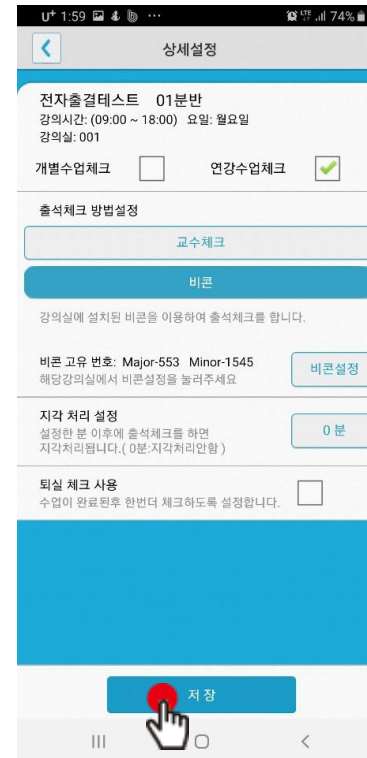 U⁺ 1:59 LTE 74%
상세설정
전자출결테스트 01분반
강의시간: (09:00 ~ 18:00) 요일: 월요일
강의실: 001
개별수업체크 연강수업체크
출석체크 방법설정
교수체크
비콘
강의실에 설치된 비콘을 이용하여 출석체크를 합니다.
비콘 고유 번호: Major-553 Minor-1545
해당강의실에서 비콘설정을 눌러주세요
비콘설정
지각 처리 설정
설정한 분 이후에 출석체크를 하면
지각처리됩니다.( 0분:지각처리안함 )
0 분
퇴실 체크 사용
수업이 완료된후 한번더 체크하도록 설정합니다.
저 장